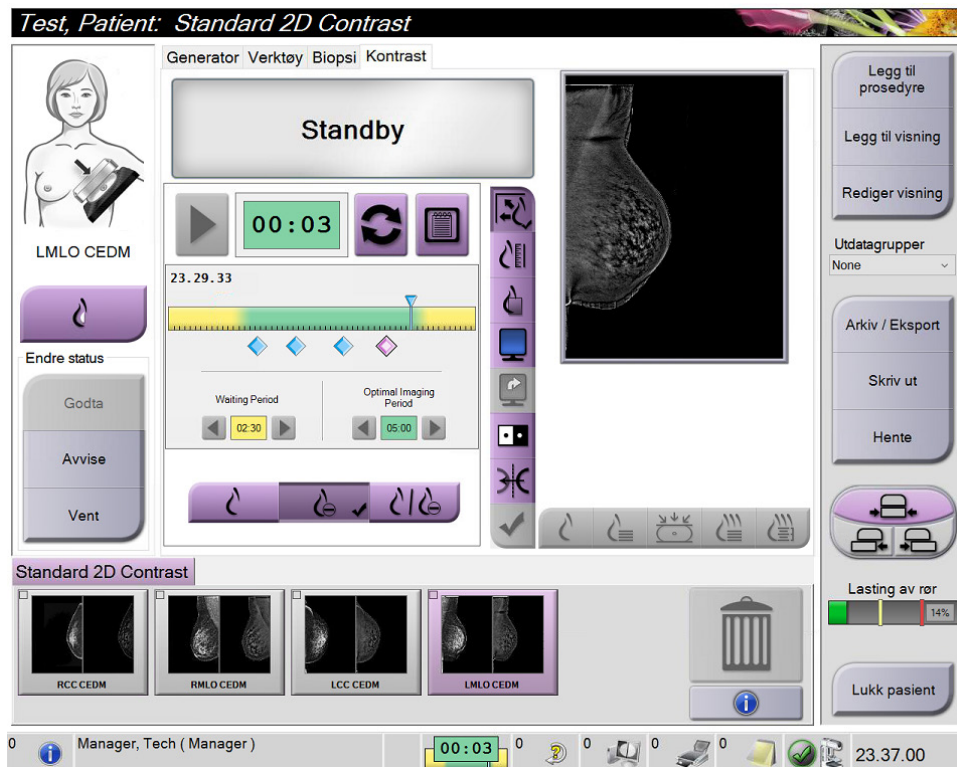 Test, Patient: Standard 2D Contrast
Generator Verktøy Biopsi Kontrast
Standby
00:03
LMLO CEDM
23.29.33
Endre status
Godta
Avvise
Vent
Waiting Period
02:30
Optimal Imaging
Period
05:00
Legg til
prosedyre
Legg til visning
Rediger visning
Utdatagrupper
None
Arkiv / Eksport
Skriv ut
Hente
Lasting av rør
14%
Lukk pasient
Standard 2D Contrast
RCC CEDM
RMLO CEDM
LCC CEDM
LMLO CEDM
0
Manager, Tech ( Manager )
00:03
0
0
0
0
23.37.00